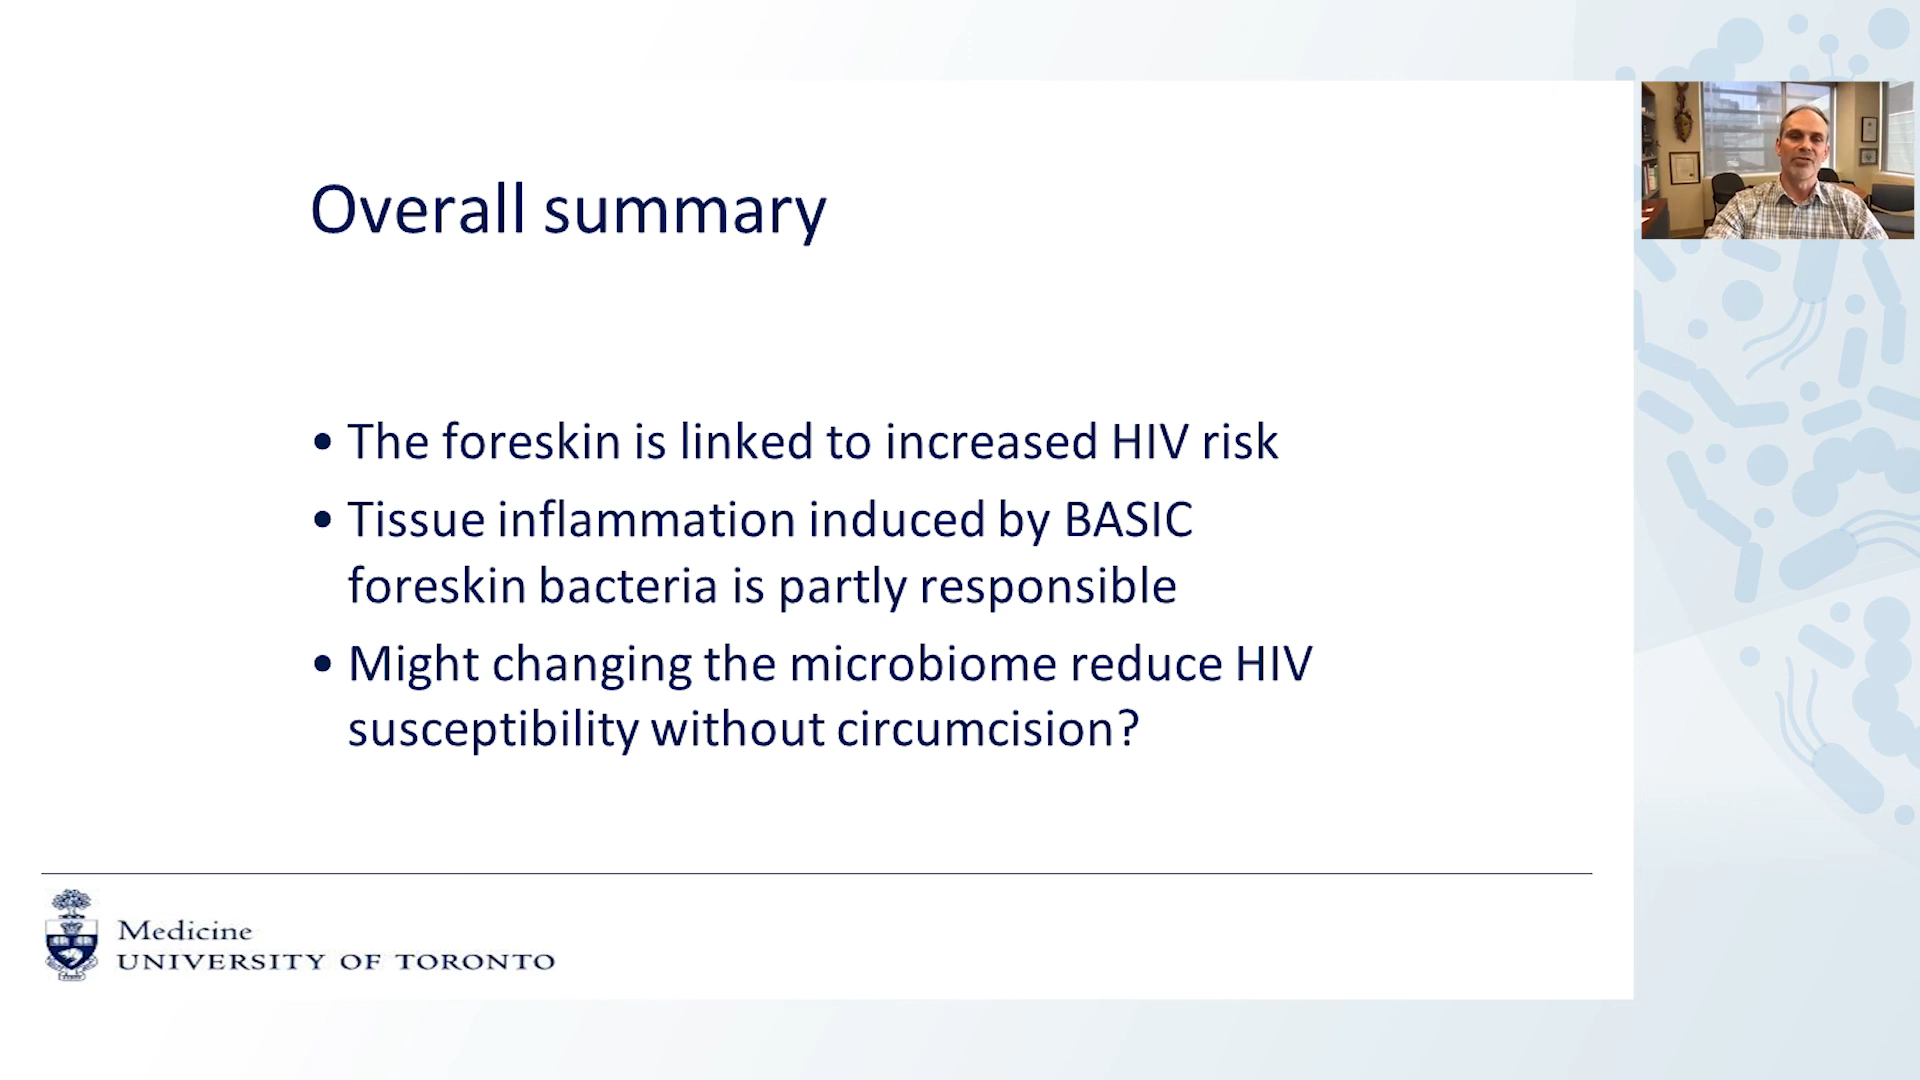 Overall summary
• The foreskin is linked to increased HIV risk
• Tissue inflammation induced by BASIC
foreskin bacteria is partly responsible
• Might changing the microbiome reduce HIV
susceptibility without circumcision?
Medicine
UNIVERSITY OF TORONTO